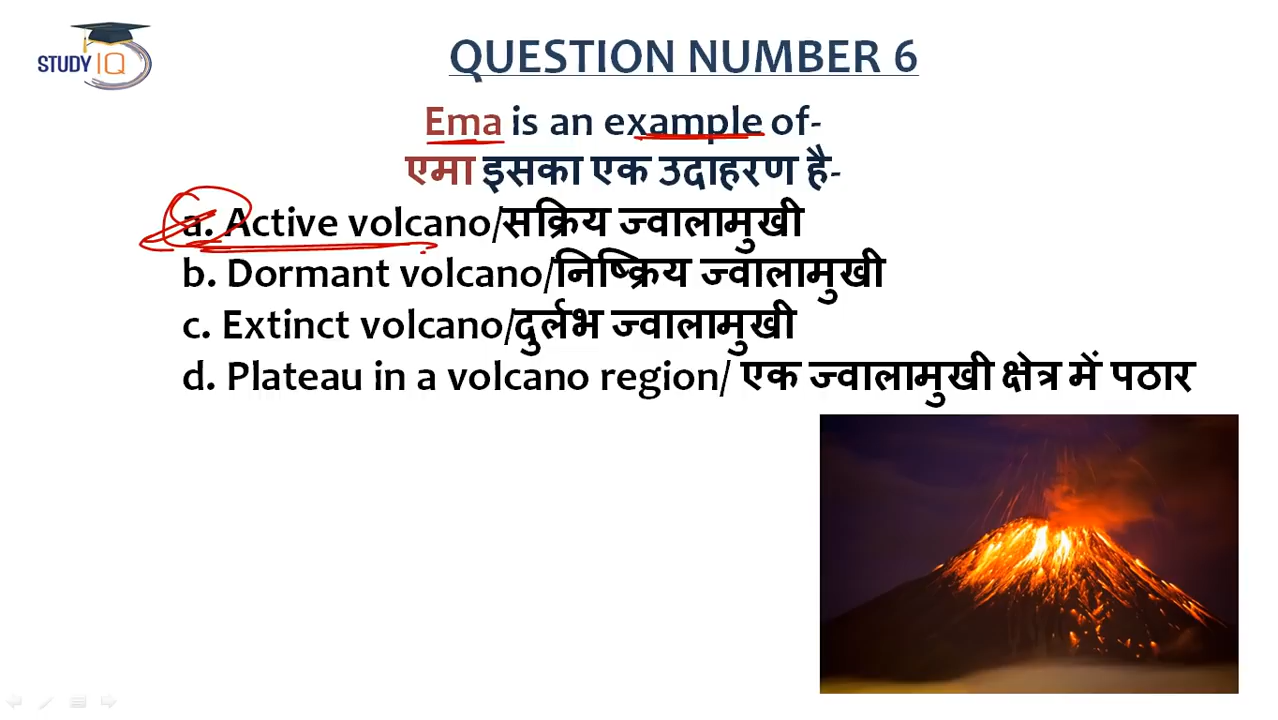 STUDY IQ
QUESTION NUMBER 6
Ema is an example of-
एमा इसका एक उदाहरण है-
a. Active volcano/सक्रिय ज्वालामुखी
b. Dormant volcano/निष्क्रिय ज्वालामुखी
c. Extinct volcano/दुर्लभ ज्वालामुखी
d. Plateau in a volcano region/ एक ज्वालामुखी क्षेत्र में पठार